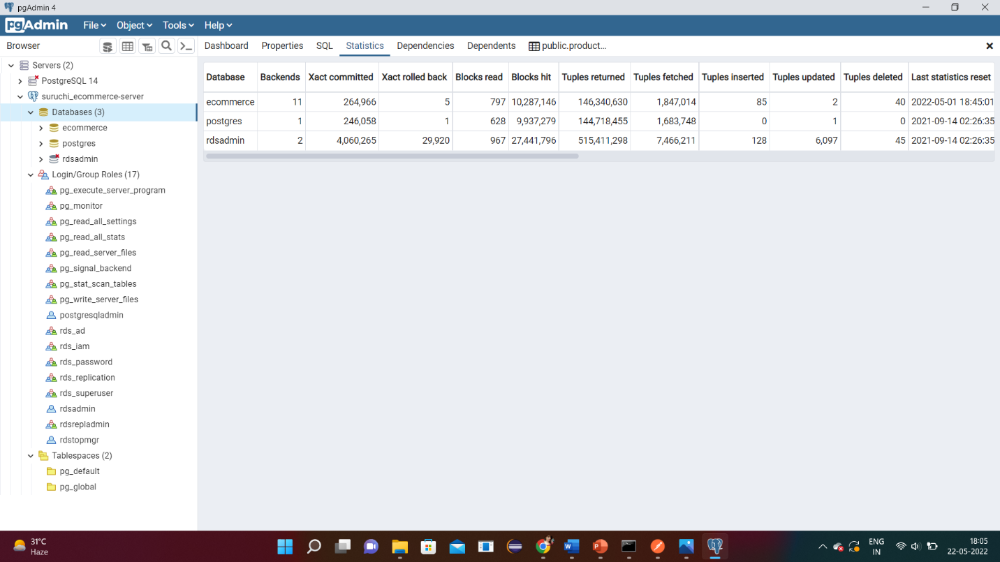 pgAdmin 4
pgAdmin File Object Tools Help
Browser
Dashboard Properties SQL Statistics Dependencies Dependents public.product...
Servers (2)
PostgreSQL 14
suruchi_ecommerce-server
Databases (3)
ecommerce
postgres
rdsadmin
Login/Group Roles (17)
pg_execute_server_program
pg_monitor
pg_read_all_settings
pg_read_all_stats
pg_read_server_files
pg_signal_backend
pg_stat_scan_tables
pg_write_server_files
postgresqladmin
rds_ad
rds_iam
rds_password
rds_replication
rds_superuser
rdsadmin
rdsrepladmin
rdstopmgr
Tablespaces (2)
pg_default
pg_global
Database Backends Xact committed Xact rolled back Blocks read Blocks hit Tuples returned Tuples fetched Tuples inserted Tuples updated Tuples deleted Last statistics reset
ecommerce 11 264,966 5 797 10,287,146 146,340,630 1,847,014 85 2 40 2022-05-01 18:45:01
postgres 1 246,058 1 628 9,937,279 144,718,455 1,683,748 0 1 0 2021-09-14 02:26:35
rdsadmin 2 4,060,265 29,920 967 27,441,796 515,411,298 7,466,211 128 6,097 45 2021-09-14 02:26:35
31°C
Haze
ENG
IN
18:05
22-05-2022